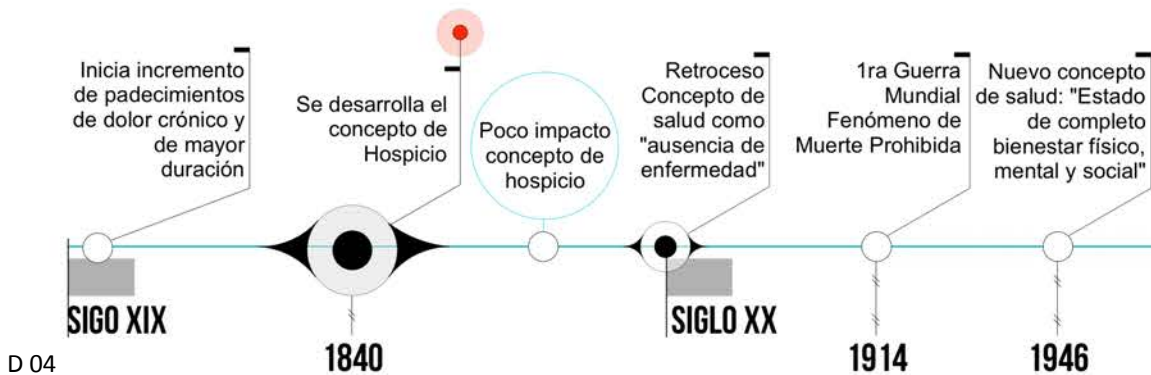 Inicia incremento
de padecimientos
de dolor crónico y
de mayor
duración
Se desarrolla el
concepto de
Hospicio
Poco impacto
concepto de
hospicio
Retroceso
Concepto de
salud como
"ausencia de
enfermedad"
1ra Guerra
Mundial
Fenómeno de
Muerte Prohibida
Nuevo concepto
de salud: "Estado
de completo
bienestar físico,
mental y social"
SIGO XIX
1840
SIGLO XX
1914
1946
D 04